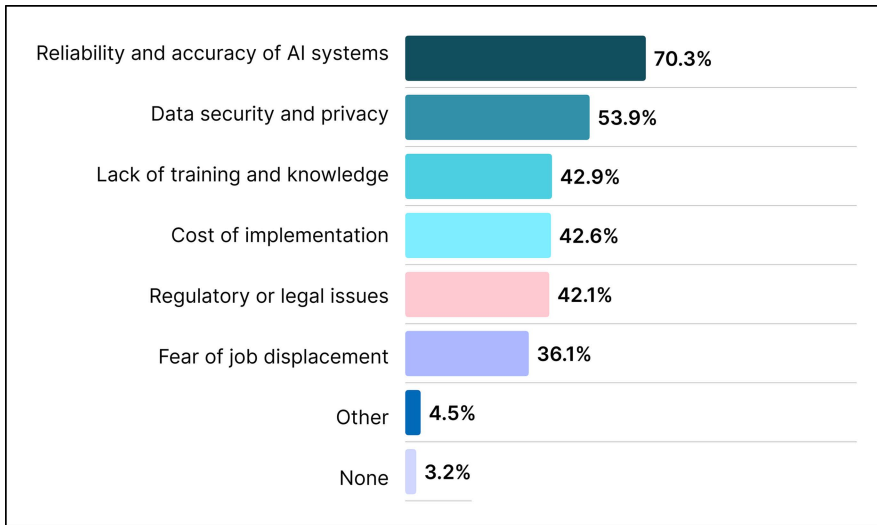 Reliability and accuracy of AI systems 70.3%
Data security and privacy 53.9%
Lack of training and knowledge 42.9%
Cost of implementation 42.6%
Regulatory or legal issues 42.1%
Fear of job displacement 36.1%
Other 4.5%
None 3.2%